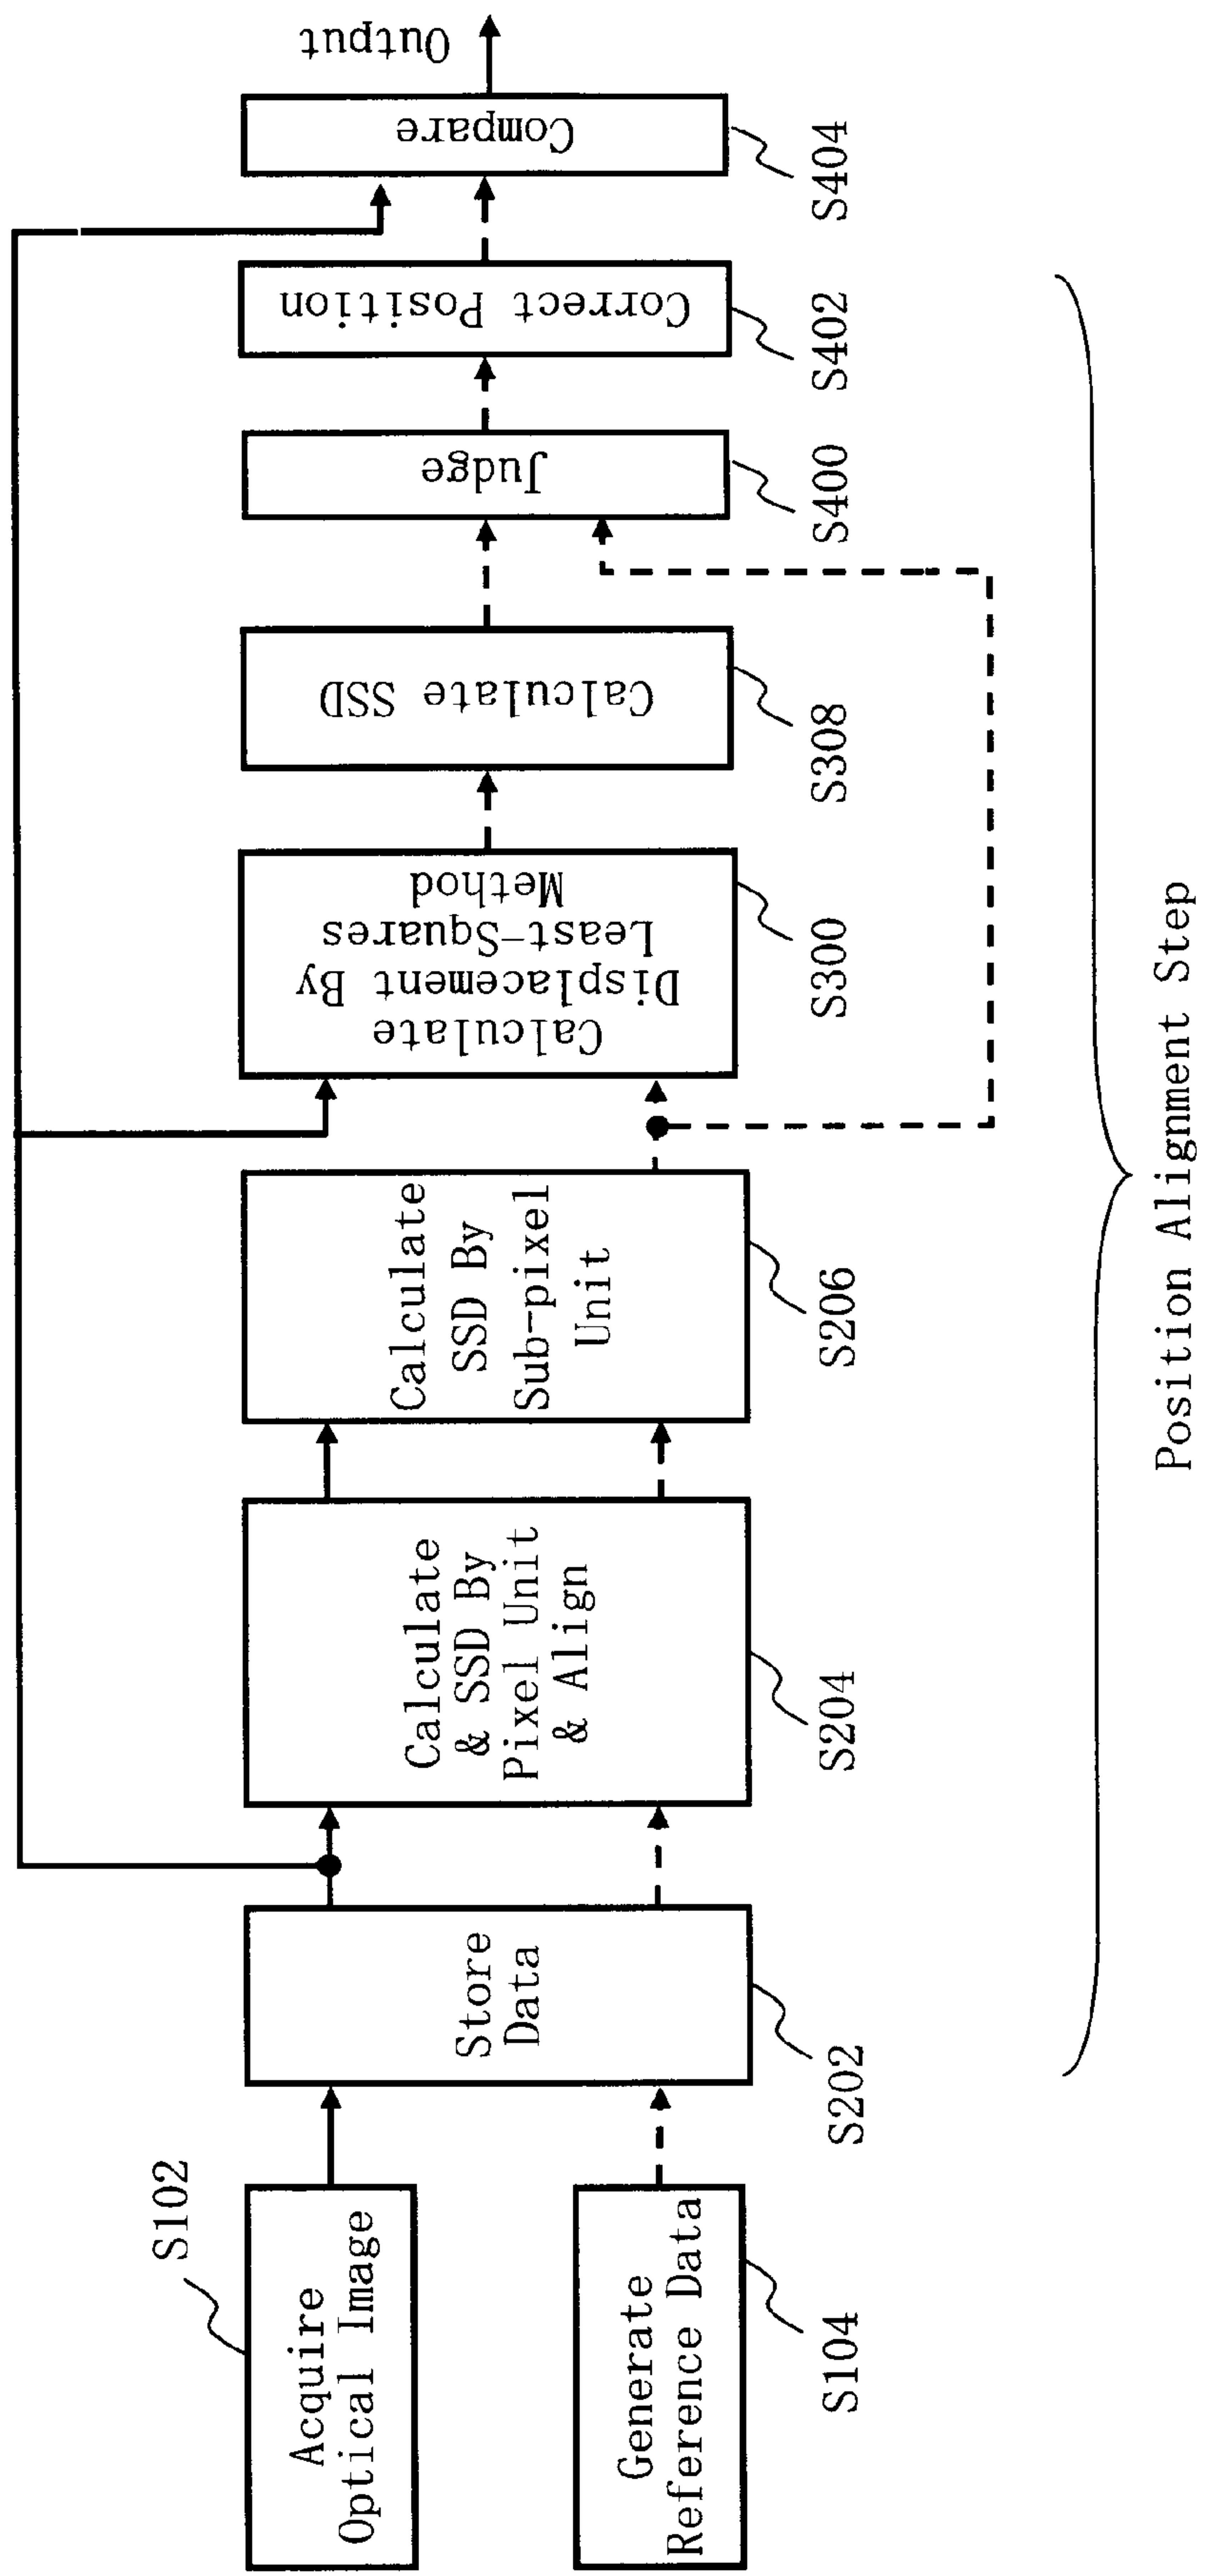 S102
Acquire
Optical Image
Generate
Reference Data
S104
Store
Data
S202
Calculate
& SSD By
Pixel Unit
& Align
S204
Calculate
SSD By
Sub-pixel
Unit
S206
Calculate
Displacement By
Least-Squares
Method
S300
Calculate SSD
S308
Judge
S400
Correct Position
S402
Compare
S404
Output
Position Alignment Step